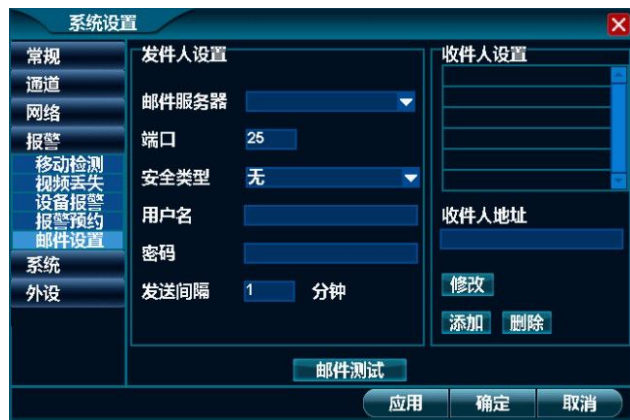 系统设置
常规
通道
网络
报警
移动检测
视频丢失
设备报警
报警预约
邮件设置
系统
外设
发件人设置
邮件服务器
端口 25
安全类型 无
用户名
密码
发送间隔 1 分钟
收件人设置
收件人地址
修改
添加 删除
邮件测试
应用 确定 取消